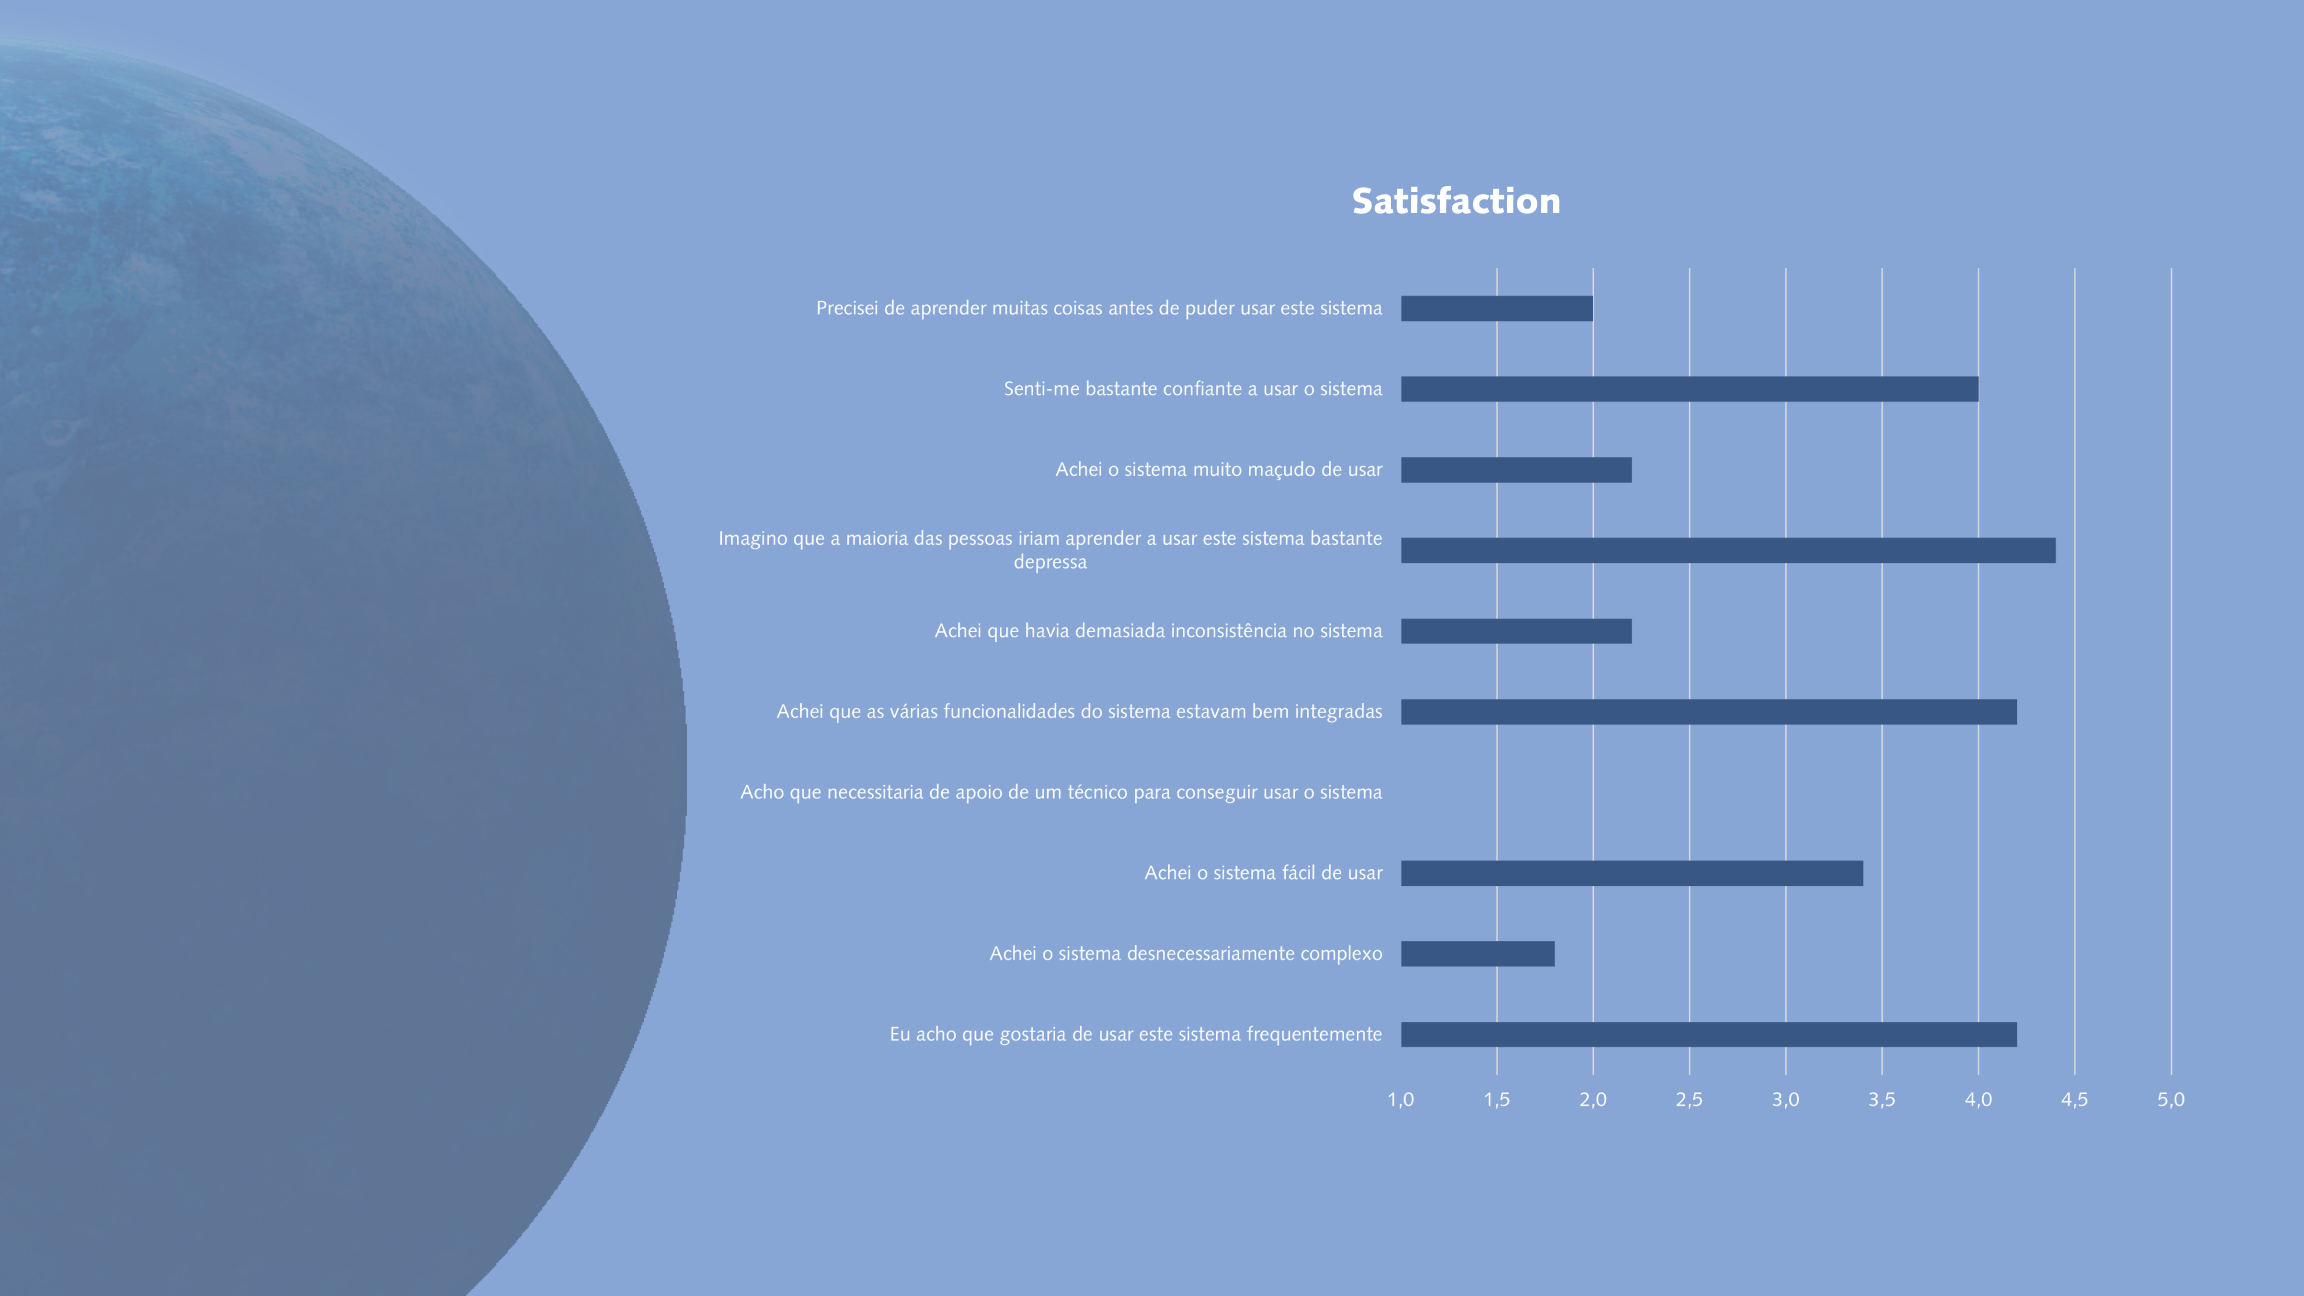 Satisfaction
Precisei de aprender muitas coisas antes de puder usar este sistema
Senti-me bastante confiante a usar o sistema
Achei o sistema muito maçudo de usar
Imagino que a maioria das pessoas iriam aprender a usar este sistema bastante
depressa
Achei que havia demasiada inconsistência no sistema
Achei que as várias funcionalidades do sistema estavam bem integradas
Acho que necessitaria de apoio de um técnico para conseguir usar o sistema
Achei o sistema fácil de usar
Achei o sistema desnecessariamente complexo
Eu acho que gostaria de usar este sistema frequentemente
1,0 1,5 2,0 2,5 3,0 3,5 4,0 4,5 5,0